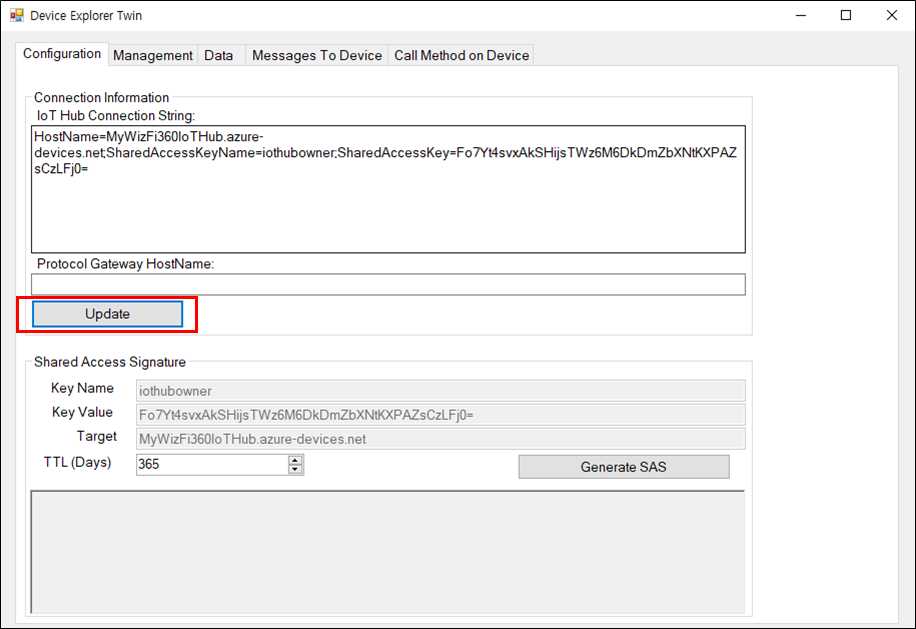 Device Explorer Twin
Configuration
Management
Data
Messages To Device
Call Method on Device
Connection Information
IoT Hub Connection String:
HostName=MyWizFi360IoTHub.azure-
devices.net;SharedAccessKeyName=iothubowner;SharedAccessKey=Fo7Yt4svxAkSHijsTWz6M6DkDmZbXNtKXPAZ
sCzLFj0=
Protocol Gateway HostName:
Update
Shared Access Signature
Key Name
iothubowner
Key Value
Fo7Yt4svxAkSHijsTWz6M6DkDmZbXNtKXPAZsCzLFj0=
Target
MyWizFi360IoTHub.azure-devices.net
TTL (Days)
365
Generate SAS